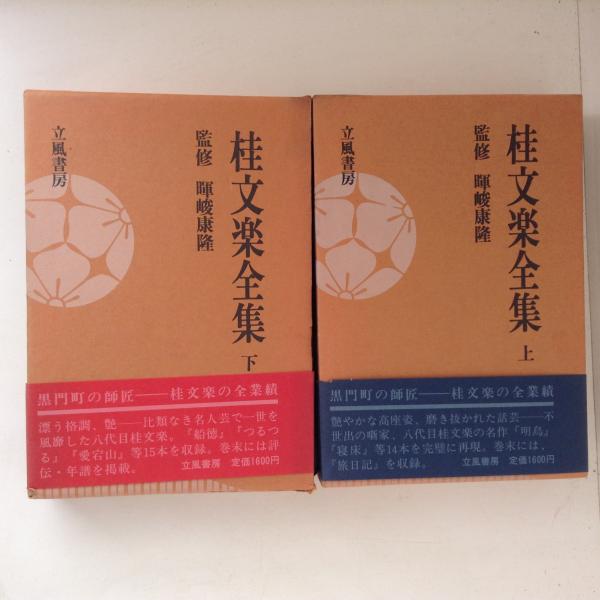 桂文楽全集 下
監修 暉峻康隆
立風書房
黒門町の師匠――桂文楽の全業績
漂う格調、艶――比類なき名人芸で一世を
風靡した八代目桂文楽。『船徳』『つるつ
る』『愛宕山』等15本を収録。巻末には評
伝・年譜を掲載。
立風書房 定価1600円
桂文楽全集 上
監修 暉峻康隆
立風書房
黒門町の師匠――桂文楽の全業績
艶やかな高座姿、磨き抜かれた話芸――不
世出の噺家、八代目桂文楽の名作『明烏』
『寝床』等14本を完璧に再現。巻末には、
『旅日記』を収録。
立風書房 定価1600円